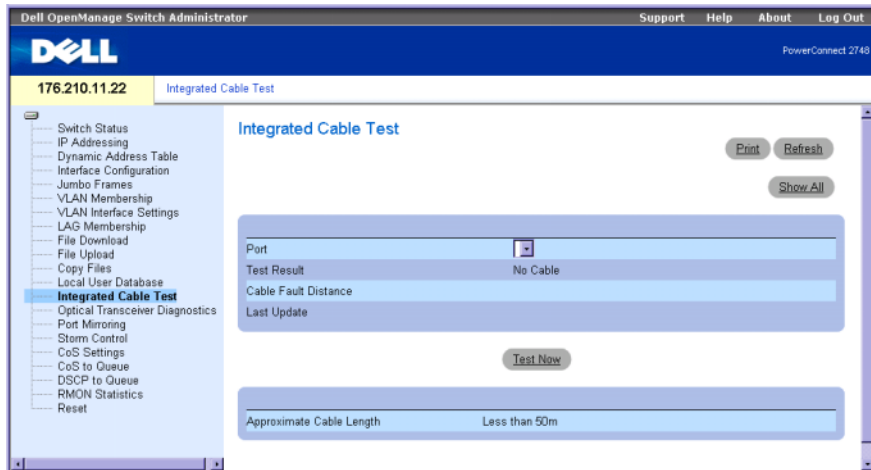 Dell OpenManage Switch Administrator
Support Help About Log Out
DELL
PowerConnect 2748
176.210.11.22
Integrated Cable Test
Switch Status
IP Addressing
Dynamic Address Table
Interface Configuration
Jumbo Frames
VLAN Membership
VLAN Interface Settings
LAG Membership
File Download
File Upload
Copy Files
Local User Database
Integrated Cable Test
Optical Transceiver Diagnostics
Port Mirroring
Storm Control
CoS Settings
CoS to Queue
DSCP to Queue
RMON Statistics
Reset
Integrated Cable Test
Print Refresh
Show All
Port
Test Result No Cable
Cable Fault Distance
Last Update
Test Now
Approximate Cable Length Less than 50m